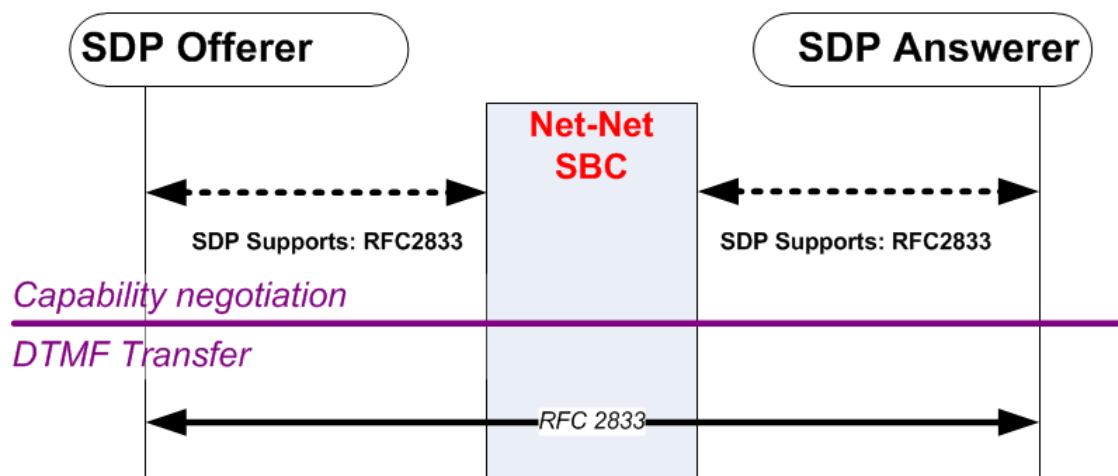 SDP Offerer
SDP Answerer
Net-Net
SBC
SDP Supports: RFC2833
SDP Supports: RFC2833
Capability negotiation
DTMF Transfer
RFC 2833